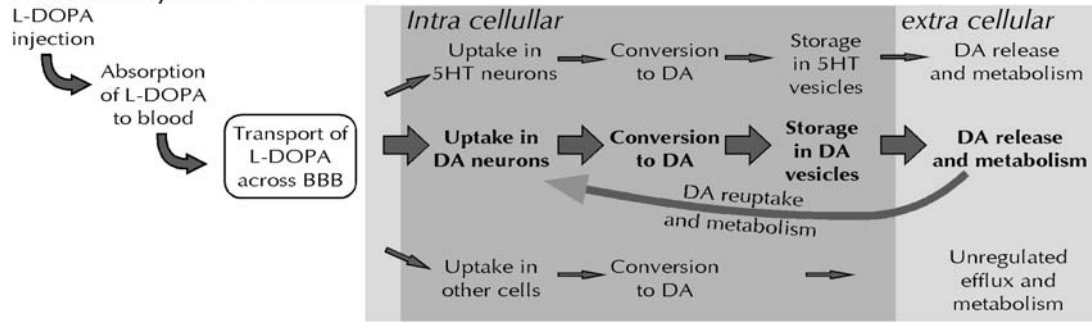 L-DOPA
injection
Absorption
of L-DOPA
to blood
Transport of
L-DOPA
across BBB
Intra cellullar
extra cellular
Uptake in
5HT neurons
Conversion
to DA
Storage
in 5HT
vesicles
DA release
and metabolism
Uptake in
DA neurons
Conversion
to DA
Storage
in DA
vesicles
DA release
and metabolism
DA reuptake
and metabolism
Uptake in
other cells
Conversion
to DA
Unregulated
efflux and
metabolism